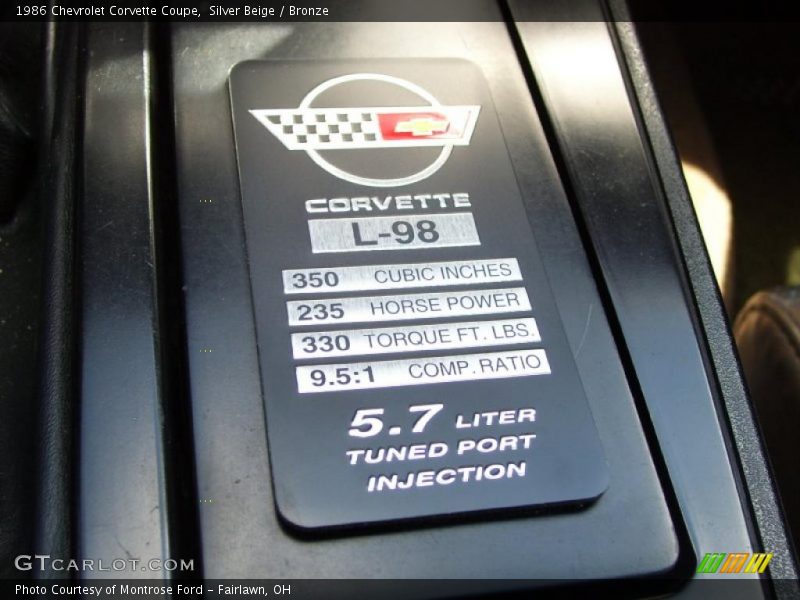 1986 Chevrolet Corvette Coupe,  Silver Beige / Bronze
CORVETTE
L-98
350 CUBIC INCHES
235 HORSE POWER
330 TORQUE FT. LBS.
9.5:1 COMP. RATIO
5.7 LITER
TUNED PORT
INJECTION
GTCARLOT.COM
Photo Courtesy of Montrose Ford - Fairlawn, OH